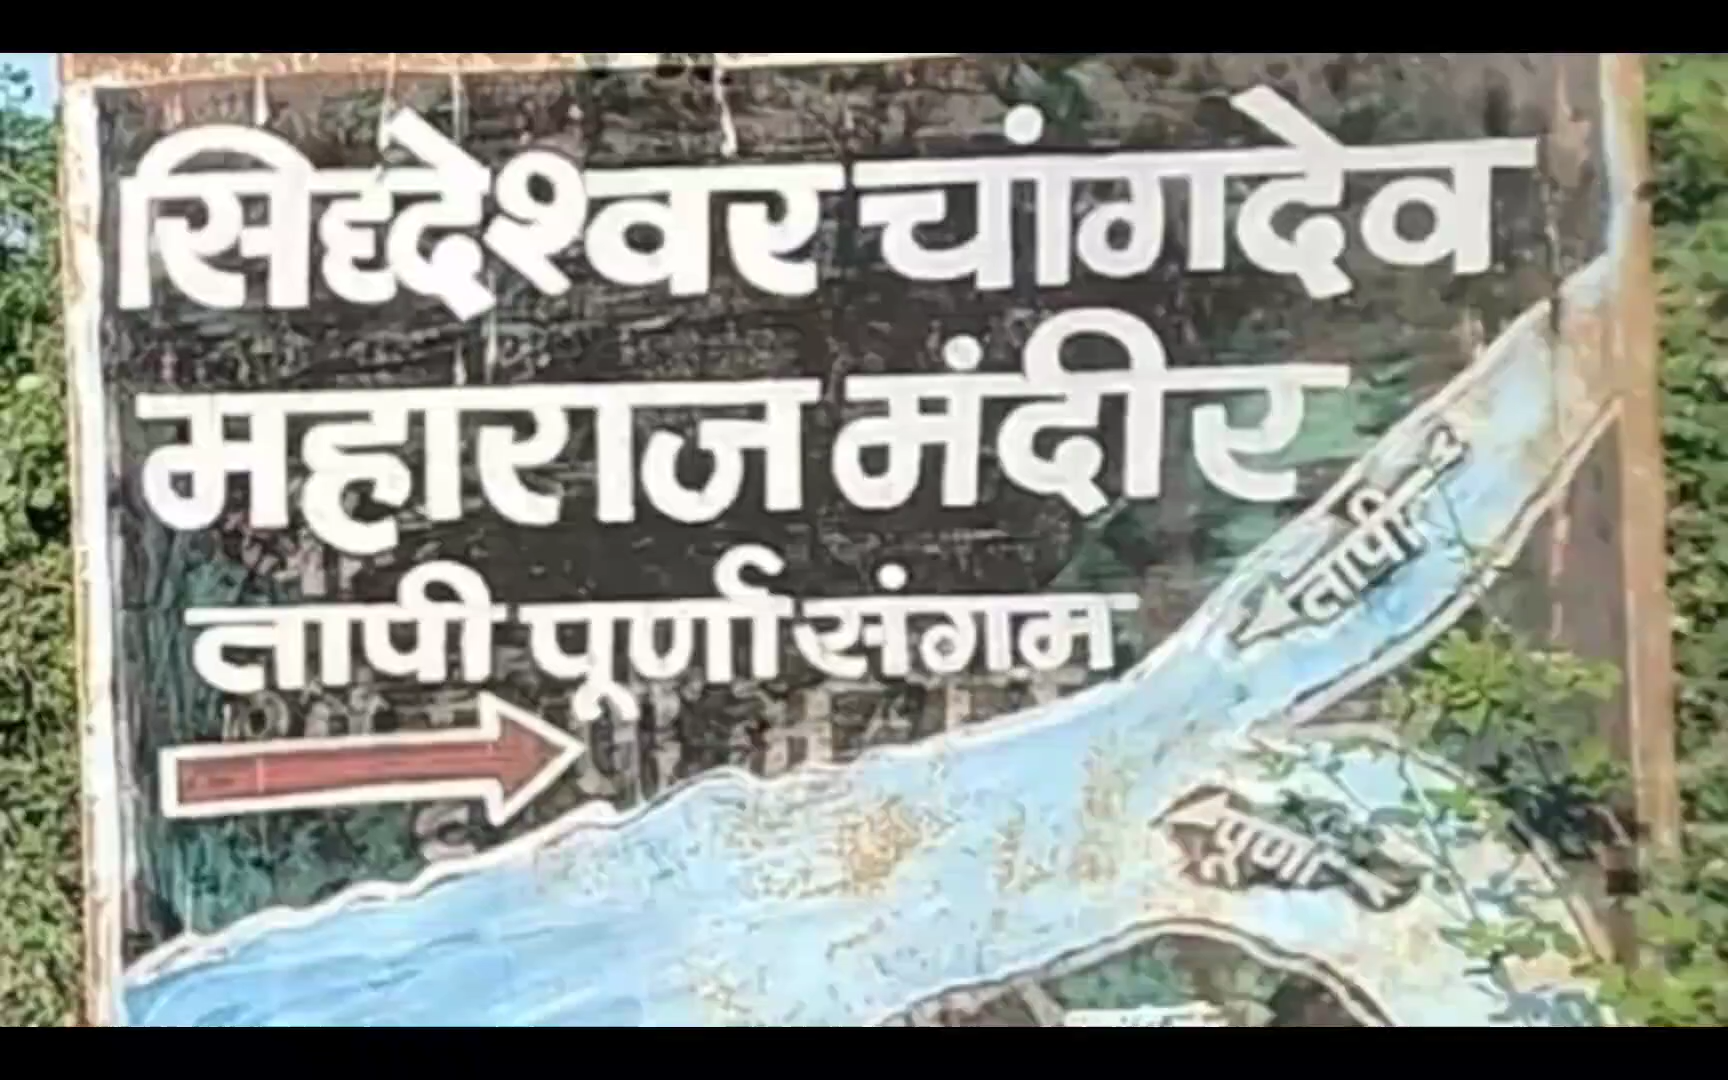 सिद्देश्वर चांगदेव
महाराज मंदीर
तापी पूर्णा संगम
तापी
पूर्णा